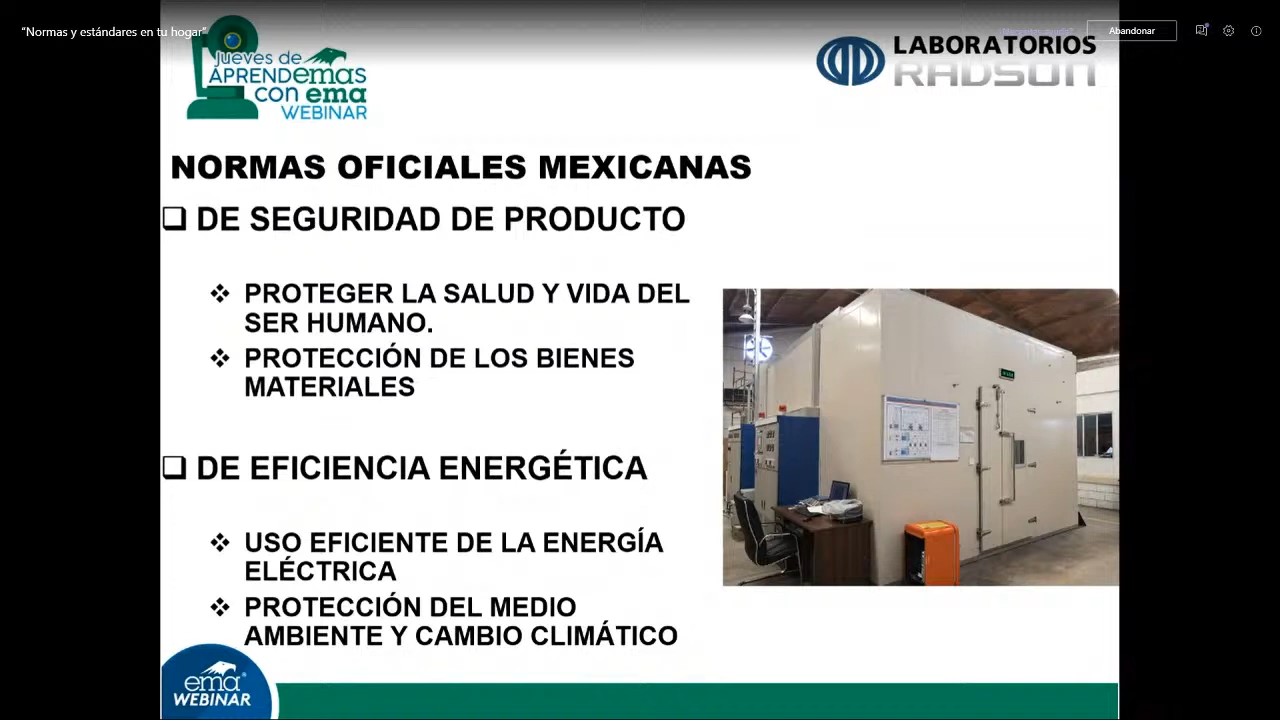 “Normas y estándares en tu hogar”
Abandonar
jueves de
APRENDEMAS
con ema
WEBINAR
LABORATORIOS
RADSON
NORMAS OFICIALES MEXICANAS
DE SEGURIDAD DE PRODUCTO
PROTEGER LA SALUD Y VIDA DEL
SER HUMANO.
PROTECCIÓN DE LOS BIENES
MATERIALES
DE EFICIENCIA ENERGÉTICA
USO EFICIENTE DE LA ENERGÍA
ELÉCTRICA
PROTECCIÓN DEL MEDIO
AMBIENTE Y CAMBIO CLIMÁTICO
ema
WEBINAR